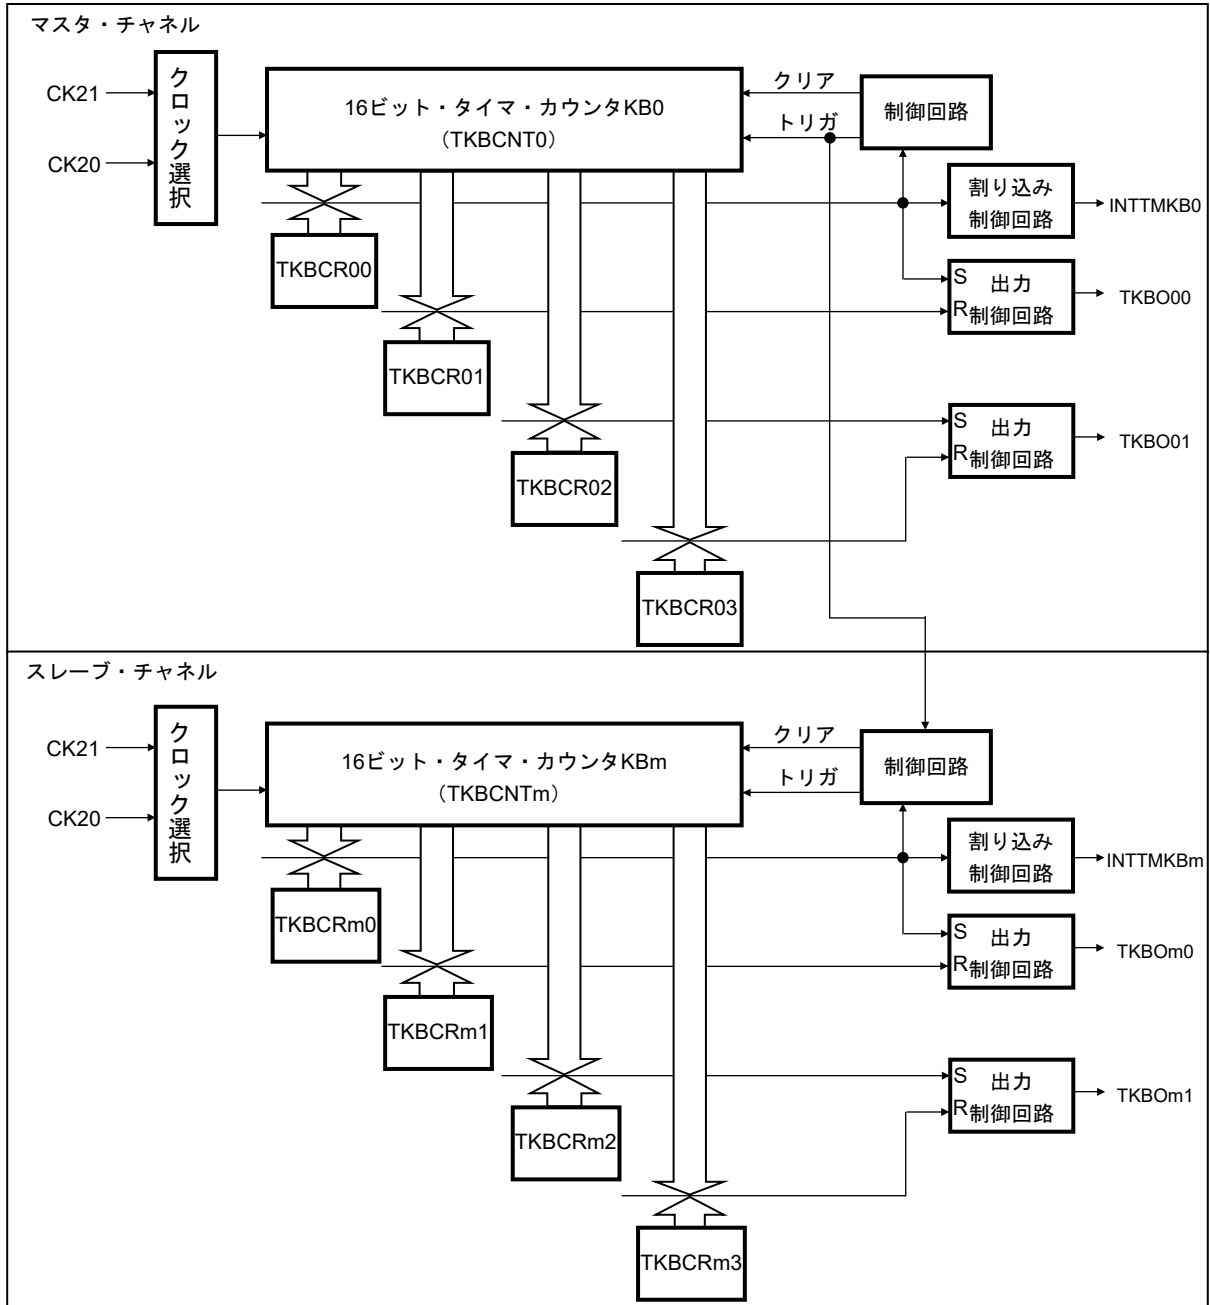 マスタ・チャネル
CK21
CK20
クロック選択
16ビット・タイマ・カウンタKB0
（TKBCNT0）
クリア
トリガ
制御回路
割り込み
制御回路
INTTMKB0
TKBCR00
S 出力
R制御回路
TKBO00
TKBCR01
S 出力
R制御回路
TKBO01
TKBCR02
TKBCR03
スレーブ・チャネル
CK21
CK20
クロック選択
16ビット・タイマ・カウンタKBm
（TKBCNTm）
クリア
トリガ
制御回路
割り込み
制御回路
INTTMKBm
TKBCRm0
S 出力
R制御回路
TKBOm0
TKBCRm1
S 出力
R制御回路
TKBOm1
TKBCRm2
TKBCRm3